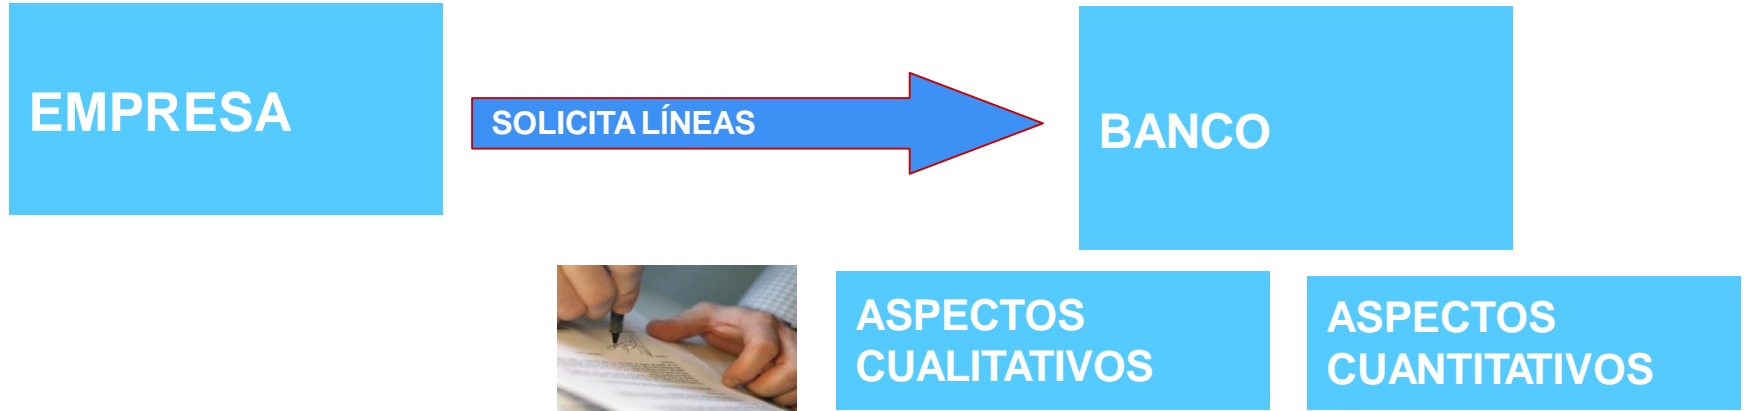 EMPRESA
SOLICITA LÍNEAS
BANCO
ASPECTOS
CUALITATIVOS
ASPECTOS
CUANTITATIVOS